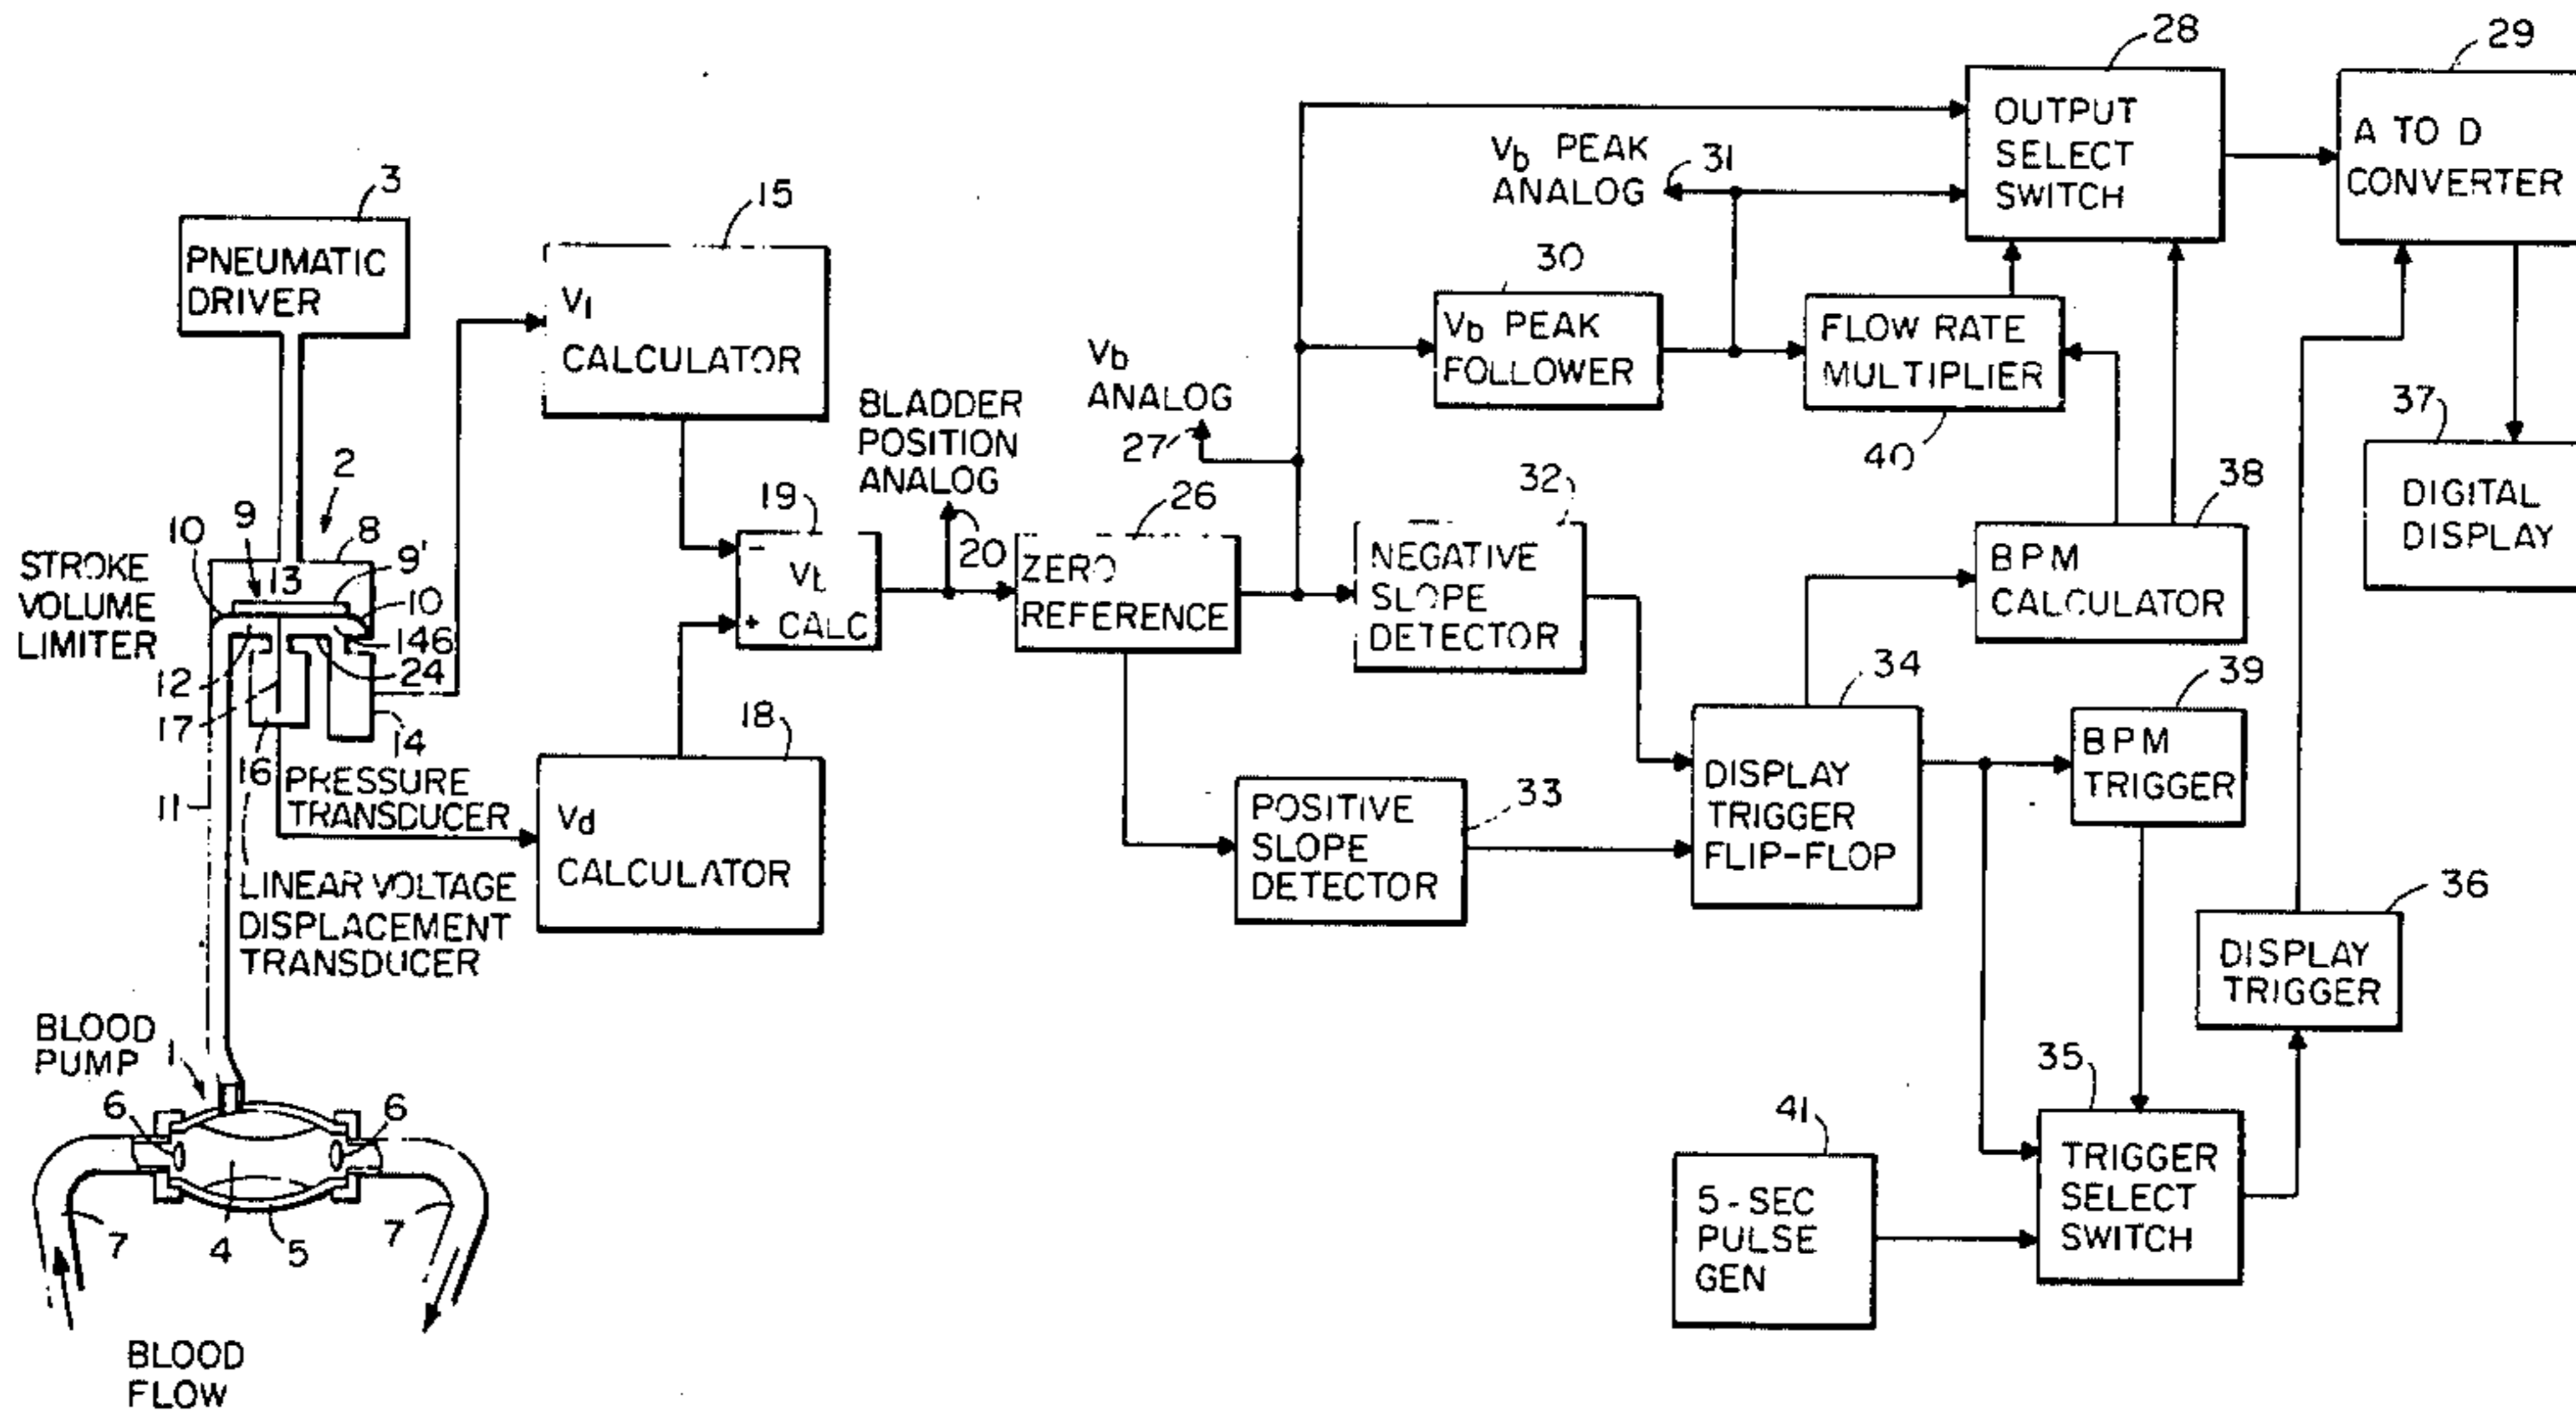 28
29
3
15
OUTPUT
SELECT
SWITCH
A TO D
CONVERTER
Vb PEAK
ANALOG
31
PNEUMATIC
DRIVER
V1
CALCULATOR
30
Vb PEAK
FOLLOWER
FLOW RATE
MULTIPLIER
40
Vb
ANALOG
27
BLADDER
POSITION
ANALOG
20
37
DIGITAL
DISPLAY
2
8
9
9'
10
10
13
146
24
12
17
16
14
11
STROKE
VOLUME
LIMITER
19
-
+
Vb
CALC
26
ZERO
REFERENCE
32
NEGATIVE
SLOPE
DETECTOR
38
BPM
CALCULATOR
34
39
PRESSURE
TRANSDUCER
18
Vd
CALCULATOR
33
POSITIVE
SLOPE
DETECTOR
DISPLAY
TRIGGER
FLIP-FLOP
BPM
TRIGGER
LINEAR VOLTAGE
DISPLACEMENT
TRANSDUCER
36
DISPLAY
TRIGGER
BLOOD
PUMP
1
6
6
7
4
5
7
35
41
5-SEC
PULSE
GEN
TRIGGER
SELECT
SWITCH
BLOOD
FLOW